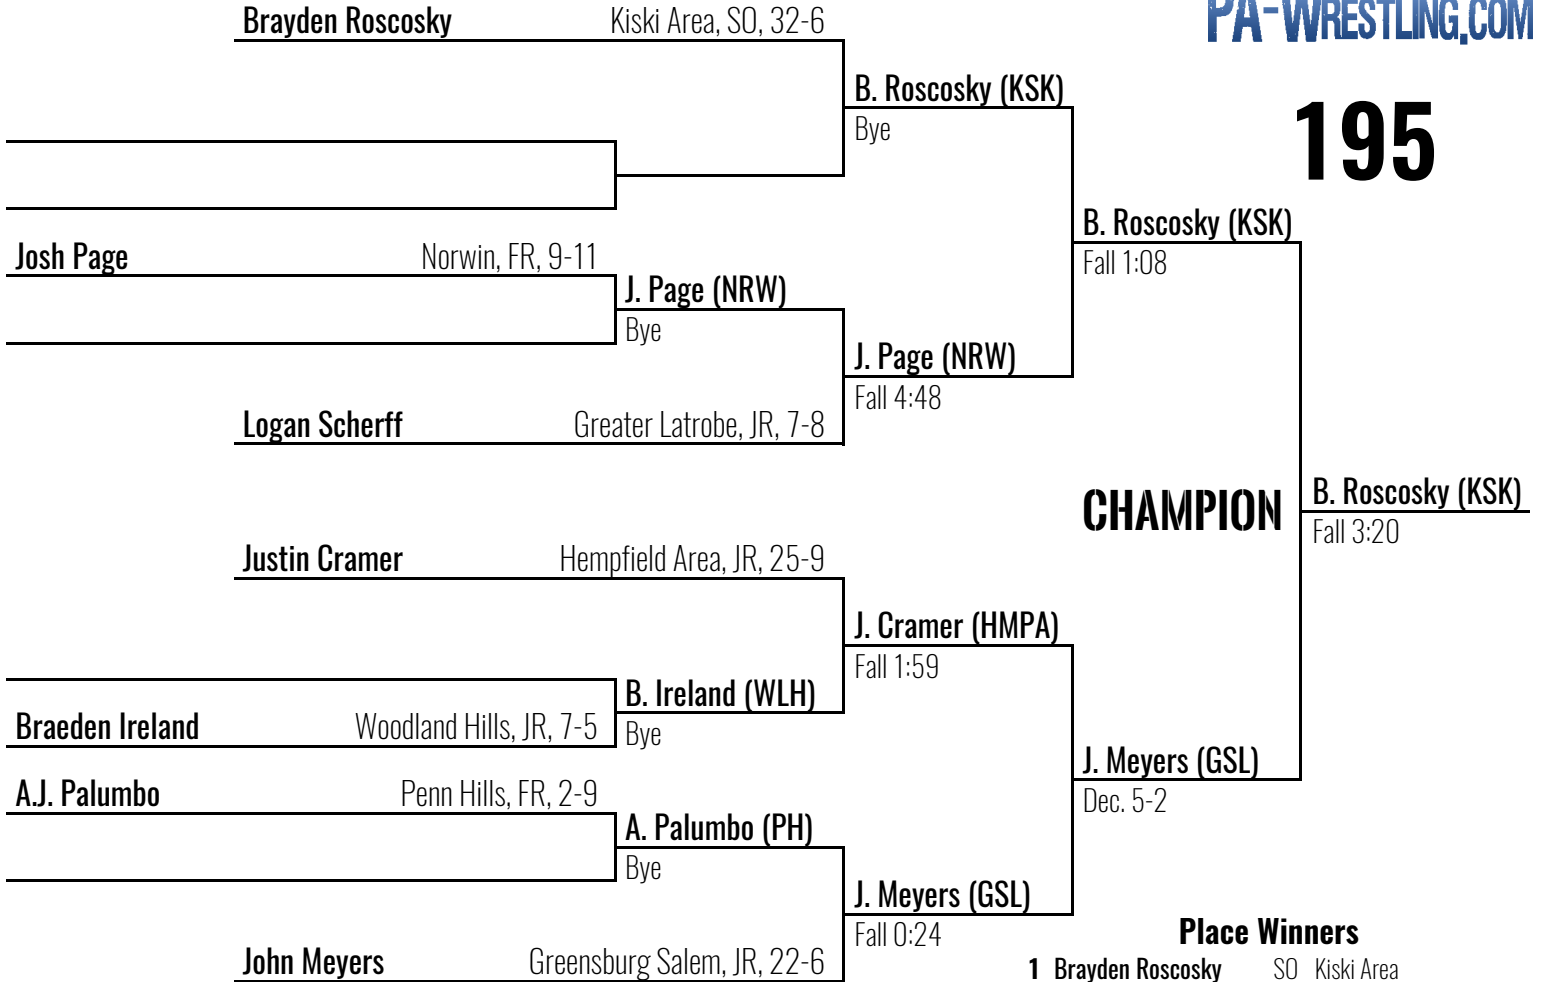 PA-WRESTLING.COM
195
Brayden Roscosky Kiski Area, SO, 32-6
B. Roscosky (KSK)
Bye
B. Roscosky (KSK)
Fall 1:08
Josh Page Norwin, FR, 9-11
J. Page (NRW)
Bye
J. Page (NRW)
Fall 4:48
Logan Scherff Greater Latrobe, JR, 7-8
CHAMPION
B. Roscosky (KSK)
Fall 3:20
Justin Cramer Hempfield Area, JR, 25-9
J. Cramer (HMPA)
Fall 1:59
B. Ireland (WLH)
Braeden Ireland Woodland Hills, JR, 7-5
Bye
J. Meyers (GSL)
Dec. 5-2
A.J. Palumbo Penn Hills, FR, 2-9
A. Palumbo (PH)
Bye
J. Meyers (GSL)
Fall 0:24
John Meyers Greensburg Salem, JR, 22-6
Place Winners
1 Brayden Roscosky SO Kiski Area